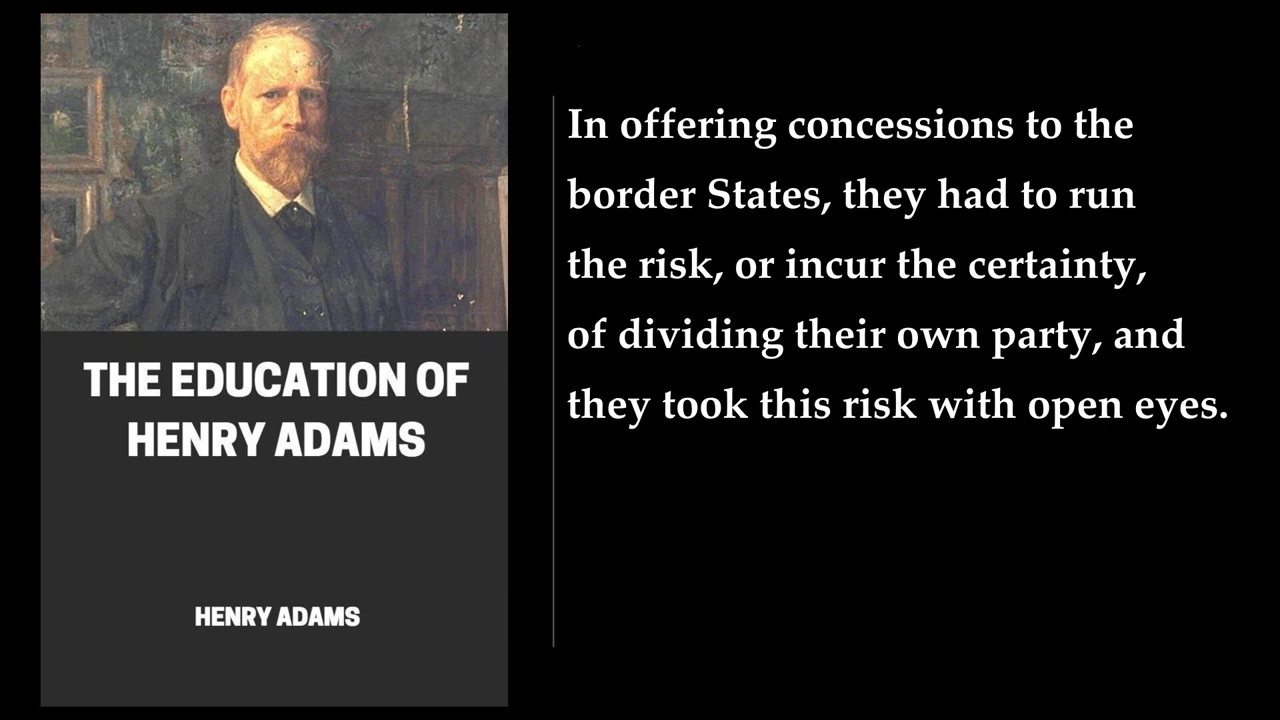 THE EDUCATION OF
HENRY ADAMS
HENRY ADAMS
In offering concessions to the
border States, they had to run
the risk, or incur the certainty,
of dividing their own party, and
they took this risk with open eyes.